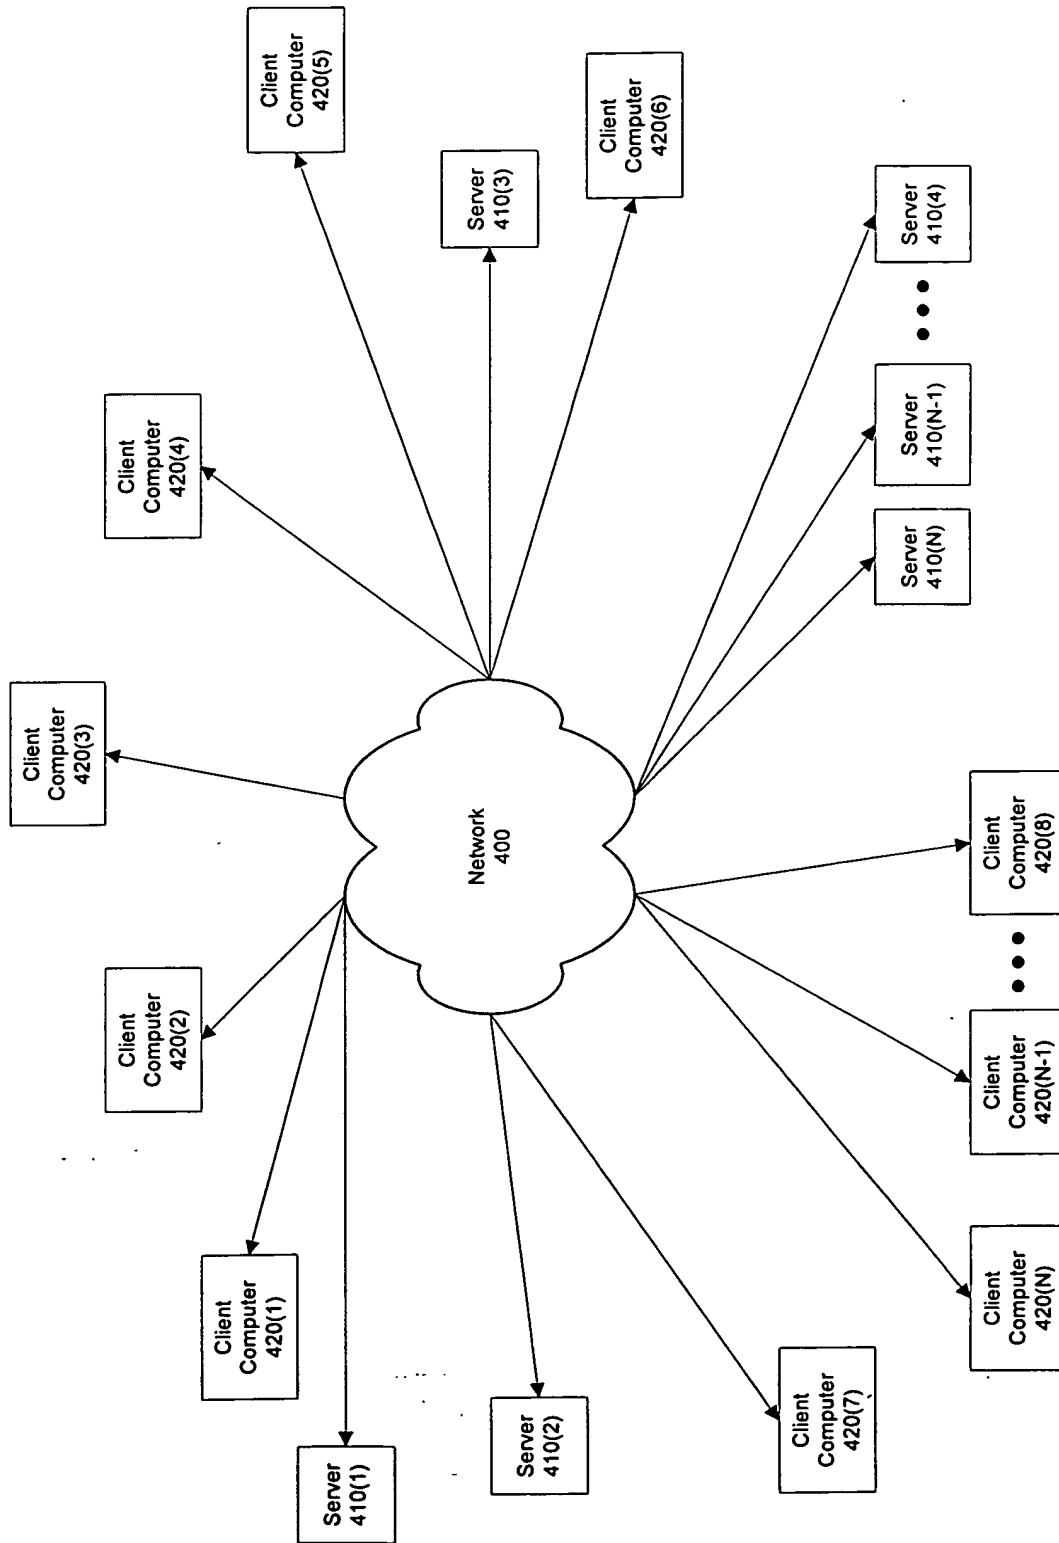 Client
Computer
420(3)
Client
Computer
420(2)
Client
Computer
420(4)
Client
Computer
420(1)
Client
Computer
420(5)
Server
410(1)
Network
400
Server
410(3)
Server
410(2)
Client
Computer
420(6)
Client
Computer
420(7)
Server
410(N)
Server
410(N-1)
Server
410(4)
Client
Computer
420(N)
Client
Computer
420(N-1)
Client
Computer
420(8)